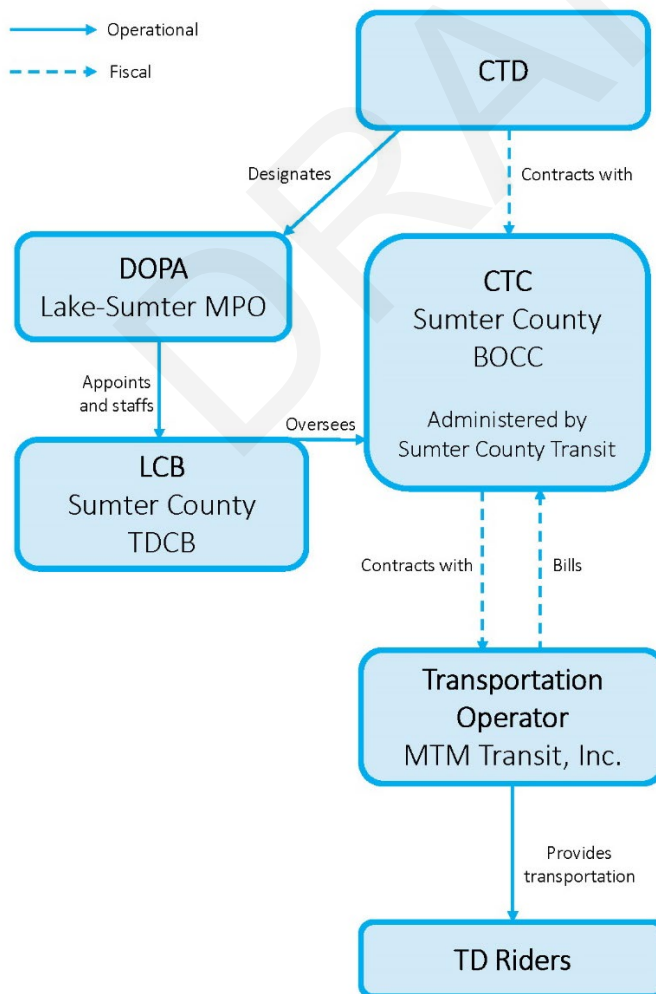 Operational
Fiscal
CTD
Designates
Contracts with
DOPA
Lake-Sumter MPO
CTC
Sumter County
BOCC
Administered by
Sumter County Transit
Appoints
and staffs
Oversees
LCB
Sumter County
TDCB
Contracts with
Bills
Transportation
Operator
MTM Transit, Inc.
Provides
transportation
TD Riders
DRA